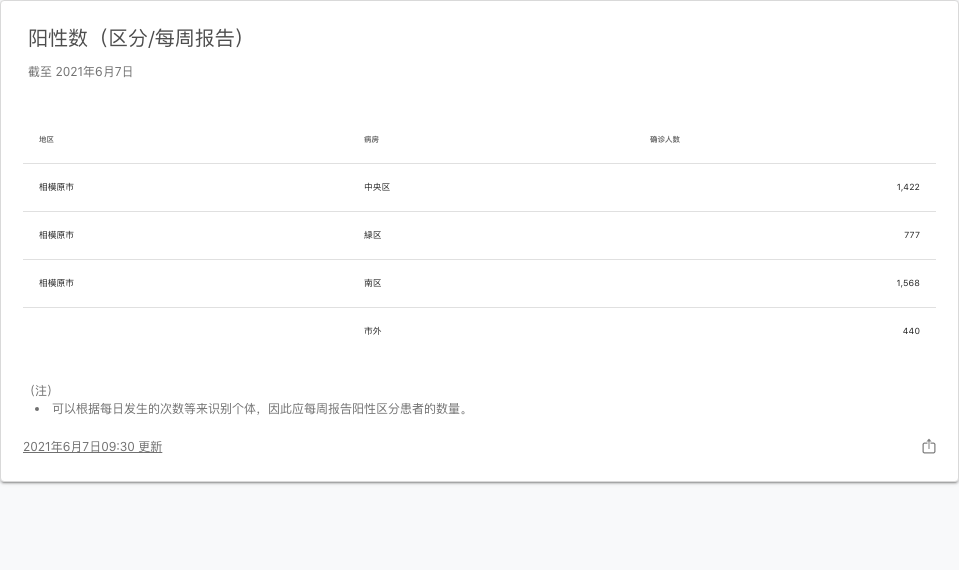 阳性数（区分/每周报告）
截至 2021年6月7日
地区 病房 确诊人数
相模原市 中央区 1,422
相模原市 緑区 777
相模原市 南区 1,568
市外 440
（注）
• 可以根据每日发生的次数等来识别个体，因此应每周报告阳性区分患者的数量。
2021年6月7日09:30 更新